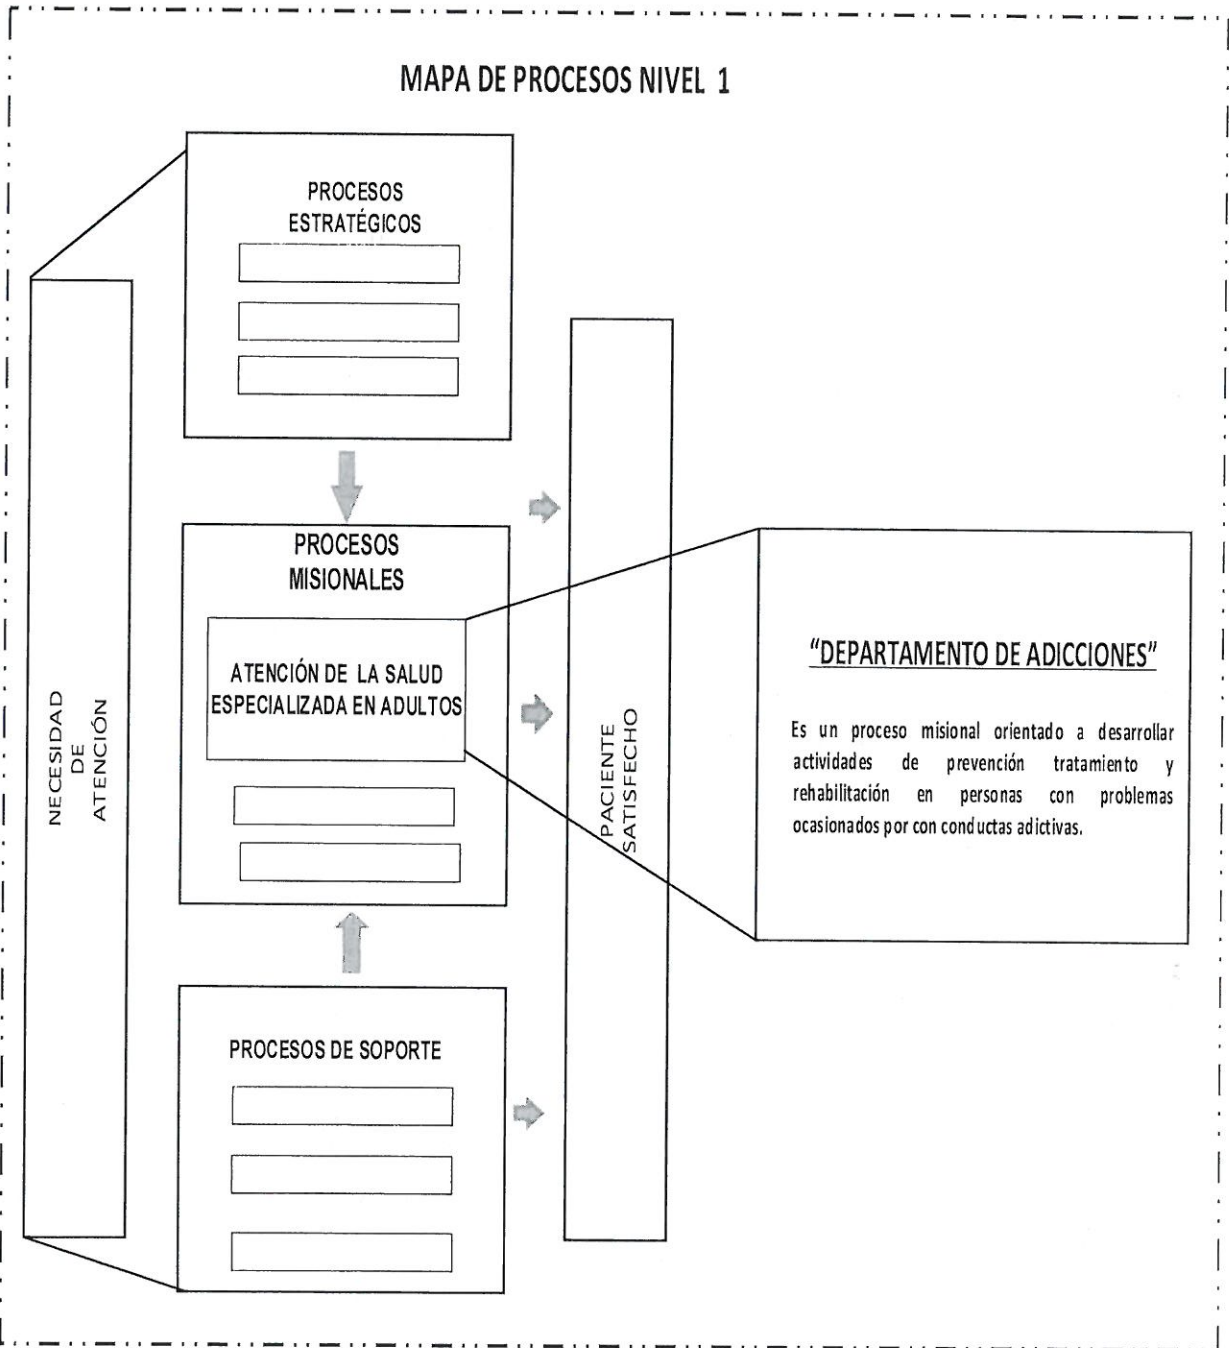 MAPA DE PROCESOS NIVEL 1
PROCESOS
ESTRATÉGICOS
NECESIDAD
DE
ATENCIÓN
PROCESOS
MISIONALES
ATENCIÓN DE LA SALUD
ESPECIALIZADA EN ADULTOS
PROCESOS DE SOPORTE
PACIENTE
SATISFECHO
"DEPARTAMENTO DE ADICCIONES"
Es un proceso misional orientado a desarrollar
actividades de prevención tratamiento y
rehabilitación en personas con problemas
ocasionados por con conductas adictivas.